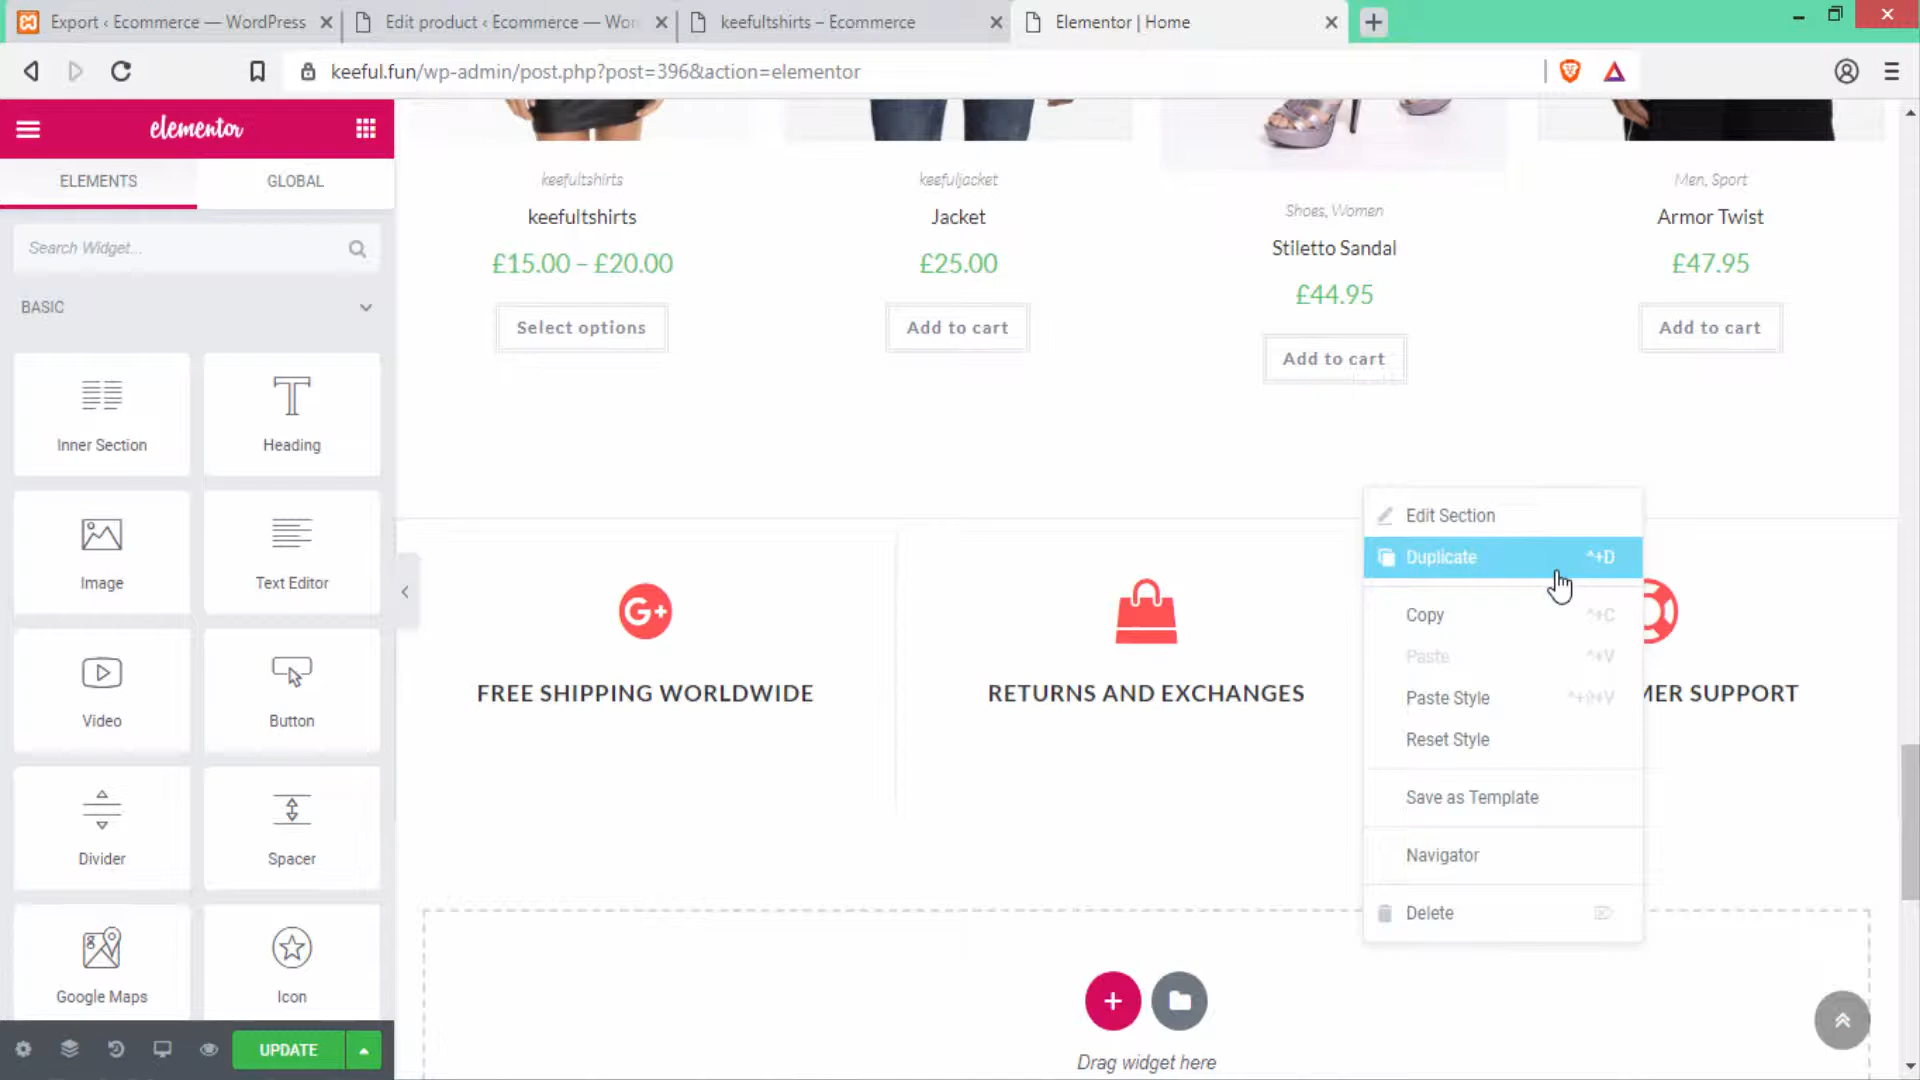 Export ‹ Ecommerce — WordPress
Edit product ‹ Ecommerce — Wor
keefultshirts – Ecommerce
Elementor | Home
keeful.fun/wp-admin/post.php?post=396&action=elementor
elementor
ELEMENTS
GLOBAL
Search Widget...
BASIC
Inner Section
Heading
Image
Text Editor
Video
Button
Divider
Spacer
Google Maps
Icon
UPDATE
keefultshirts
keefultshirts
£15.00 – £20.00
Select options
keefuljacket
Jacket
£25.00
Add to cart
Shoes, Women
Stiletto Sandal
£44.95
Add to cart
Men, Sport
Armor Twist
£47.95
Add to cart
FREE SHIPPING WORLDWIDE
RETURNS AND EXCHANGES
MER SUPPORT
Edit Section
Duplicate ^+D
Copy ^+C
Paste ^+V
Paste Style
Reset Style
Save as Template
Navigator
Delete
Drag widget here